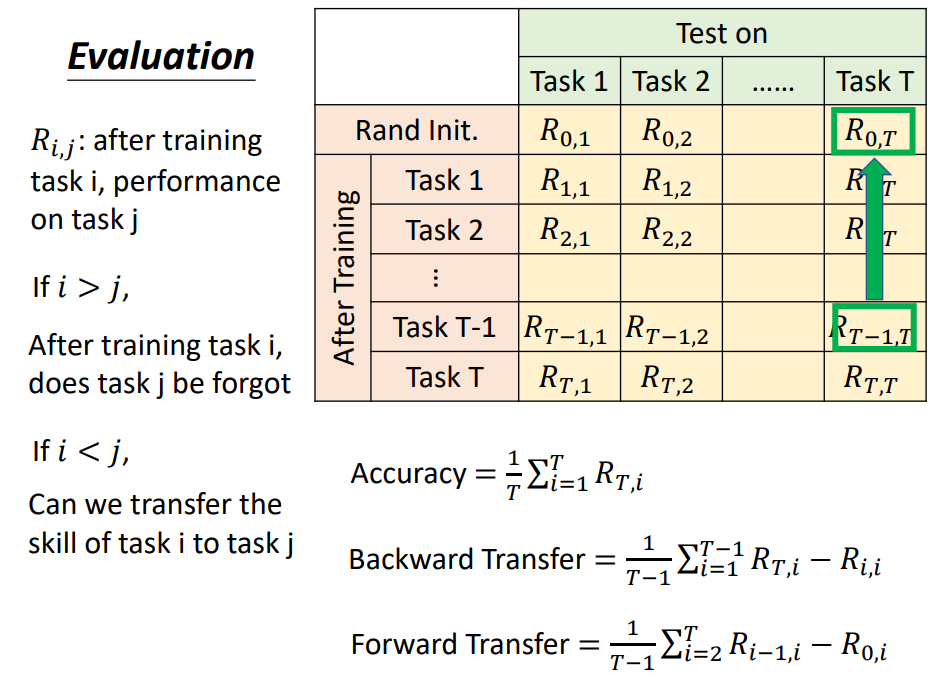 Evaluation
R_{i,j}: after training
task i, performance
on task j
If i > j,
After training task i,
does task j be forgot
If i < j,
Can we transfer the
skill of task i to task j
Test on
Task 1 Task 2 …… Task T
Rand Init. R_{0,1} R_{0,2} R_{0,T}
After Training
Task 1 R_{1,1} R_{1,2} R T
Task 2 R_{2,1} R_{2,2} R T
⋮
Task T-1 R_{T−1,1} R_{T−1,2} R_{T−1,T}
Task T R_{T,1} R_{T,2} R_{T,T}
Accuracy = \frac{1}{T} \sum_{i=1}^{T} R_{T,i}
Backward Transfer = \frac{1}{T−1} \sum_{i=1}^{T−1} R_{T,i} − R_{i,i}
Forward Transfer = \frac{1}{T−1} \sum_{i=2}^{T} R_{i−1,i} − R_{0,i}